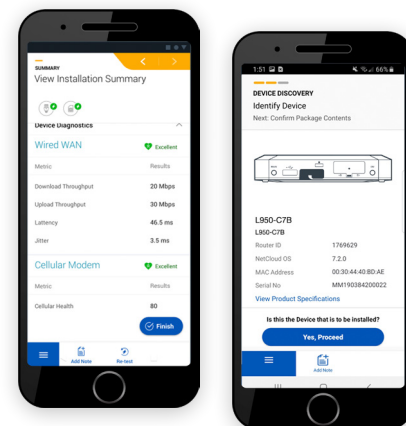 SUMMARY
View Installation Summary
Device Diagnostics
Wired WAN Excellent
Metric Results
Download Throughput 20 Mbps
Upload Throughput 30 Mbps
Lattency 46.5 ms
Jitter 3.5 ms
Cellular Modem Excellent
Metric Results
Cellular Health 80
Finish
Add Note Re-test
1:51 66%
DEVICE DISCOVERY
Identify Device
Next: Confirm Package Contents
L950-C7B
L950-C7B
Router ID 1769629
NetCloud OS 7.2.0
MAC Address 00:30:44:40:BD:AE
Serial No MM190384200022
View Product Specifications
Is this the Device that is to be installed?
Yes, Proceed
Add Note